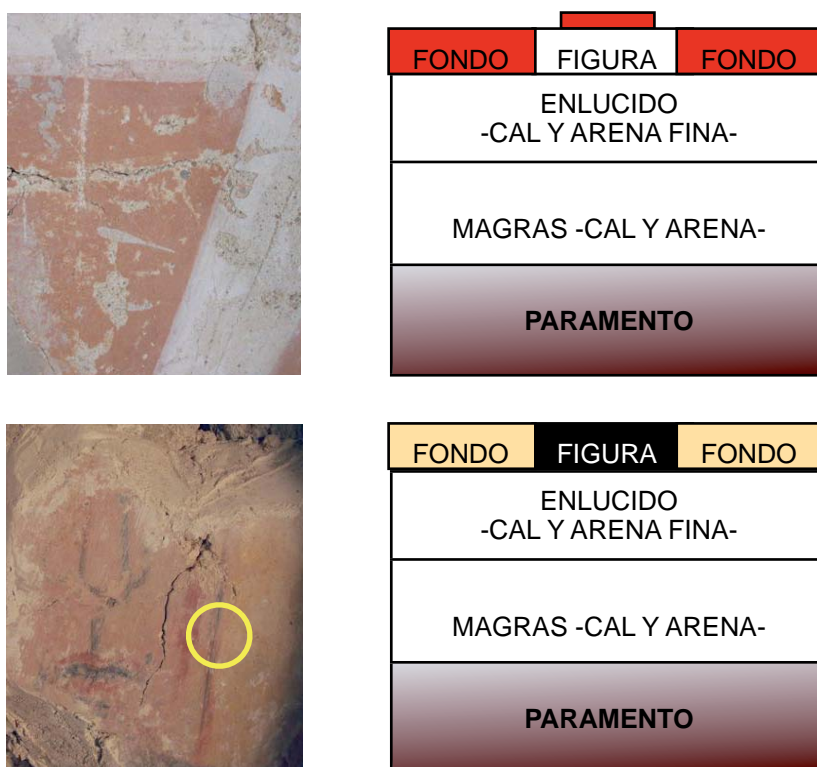 FONDO FIGURA FONDO
ENLUCIDO
-CAL Y ARENA FINA-
MAGRAS -CAL Y ARENA-
PARAMENTO
FONDO FIGURA FONDO
ENLUCIDO
-CAL Y ARENA FINA-
MAGRAS -CAL Y ARENA-
PARAMENTO